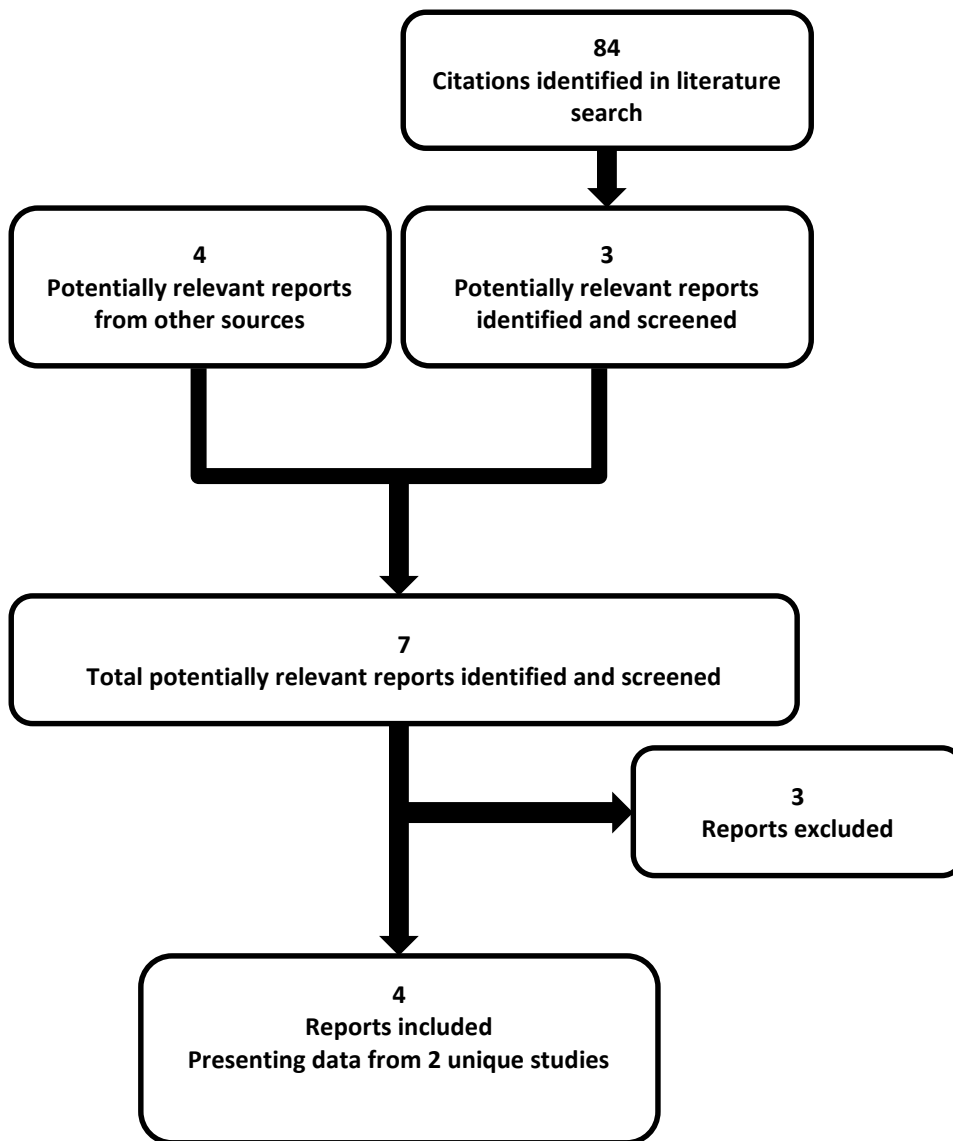 84
Citations identified in literature
search
4
Potentially relevant reports
from other sources
3
Potentially relevant reports
identified and screened
7
Total potentially relevant reports identified and screened
3
Reports excluded
4
Reports included
Presenting data from 2 unique studies